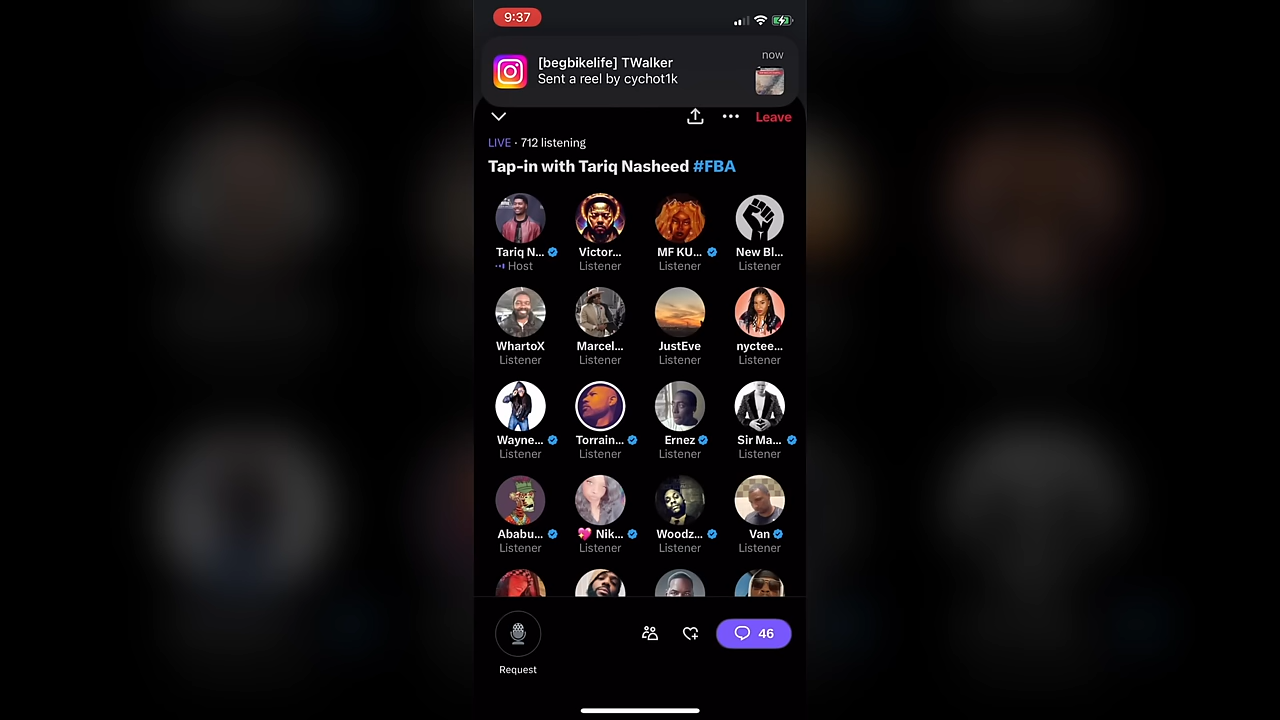 9:37
[begbikelife] TWalker
now
Sent a reel by cychot1k
Leave
LIVE · 712 listening
Tap-in with Tariq Nasheed #FBA
Tariq N... Victor... MF KU... New Bl...
Host Listener Listener Listener
WhartoX Marcel... JustEve nyctee...
Listener Listener Listener Listener
Wayne... Torrain... Ernez Sir Ma...
Listener Listener Listener Listener
Ababu... 💖 Nik... Woodz... Van
Listener Listener Listener Listener
46
Request